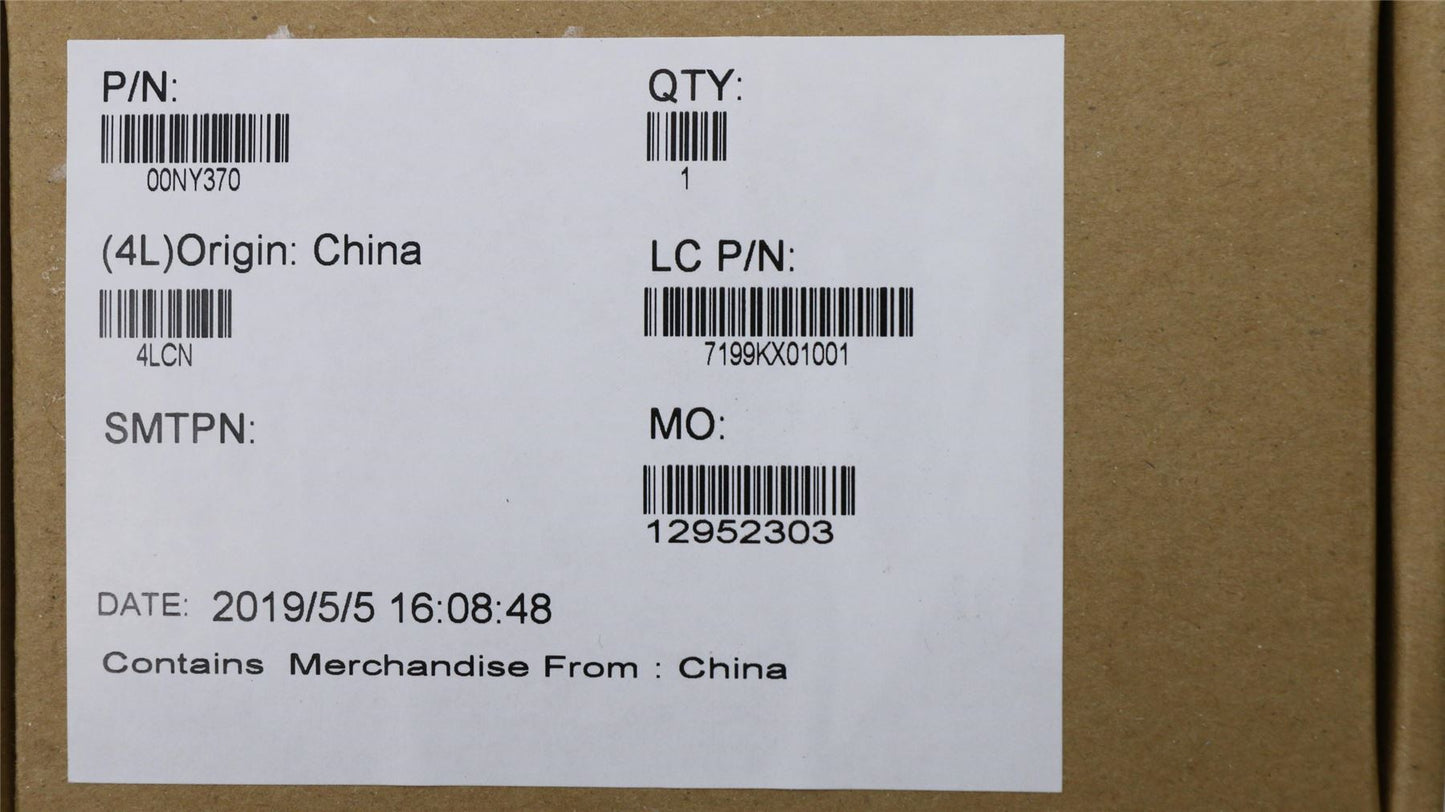 P/N:
00NY370
QTY:
1
(4L)Origin: China
4LCN
LC P/N:
7199KX01001
SMTPN:
MO:
12952303
DATE: 2019/5/5 16:08:48
Contains Merchandise From : China